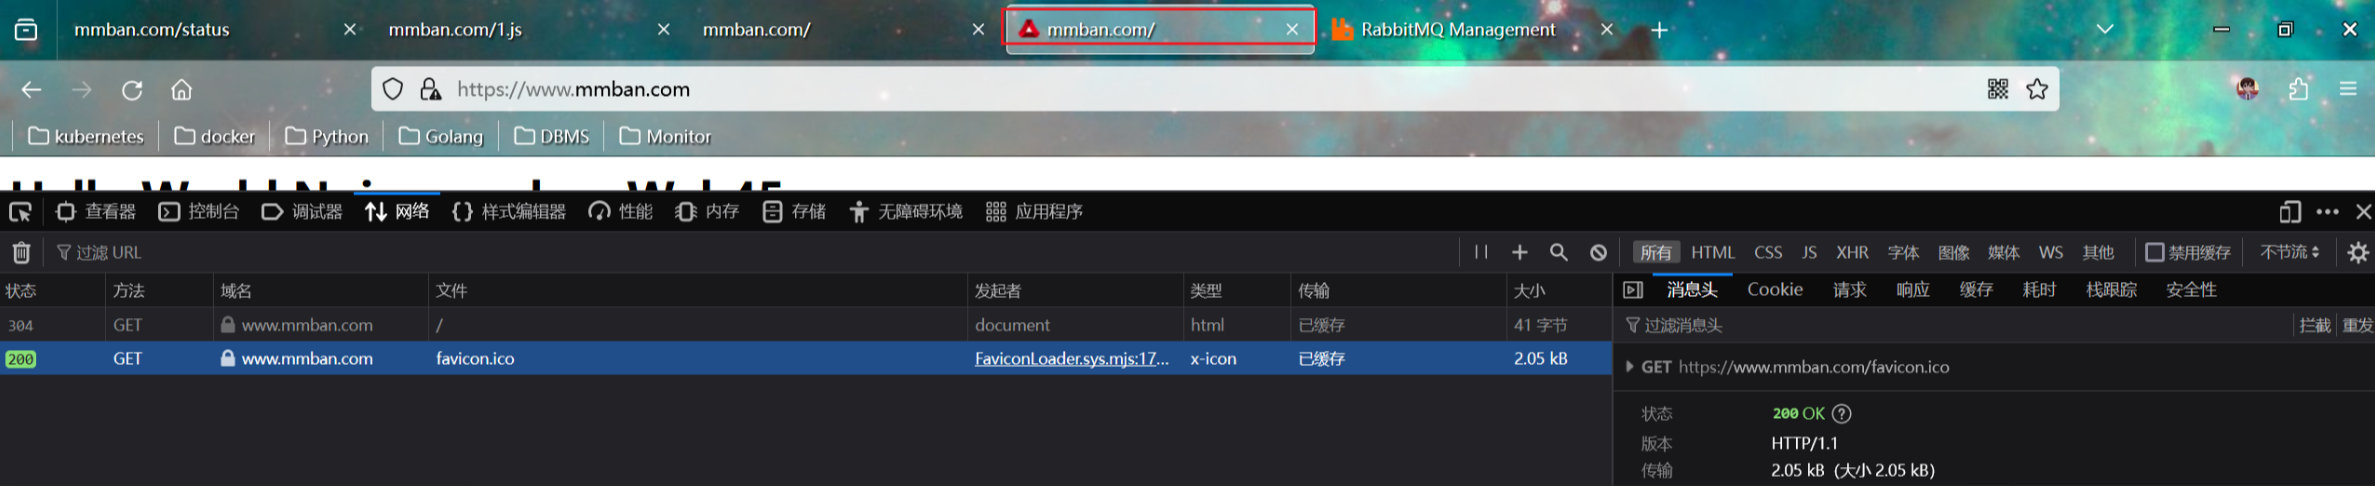 mmban.com/status mmban.com/1.js mmban.com/ mmban.com/ RabbitMQ Management
https://www.mmban.com
kubernetes docker Python Golang DBMS Monitor
查看器 控制台 调试器 网络 样式编辑器 性能 内存 存储 无障碍环境 应用程序
过滤 URL 所有 HTML CSS JS XHR 字体 图像 媒体 WS 其他 禁用缓存 不节流
状态 方法 域名 文件 发起者 类型 传输 大小 消息头 Cookie 请求 响应 缓存 耗时 栈跟踪 安全性
304 GET www.mmban.com / document html 已缓存 41 字节 过滤消息头 拦截 重发
200 GET www.mmban.com favicon.ico FaviconLoader.sys.mjs:17... x-icon 已缓存 2.05 kB GET https://www.mmban.com/favicon.ico
状态 200 OK
版本 HTTP/1.1
传输 2.05 kB (大小 2.05 kB)